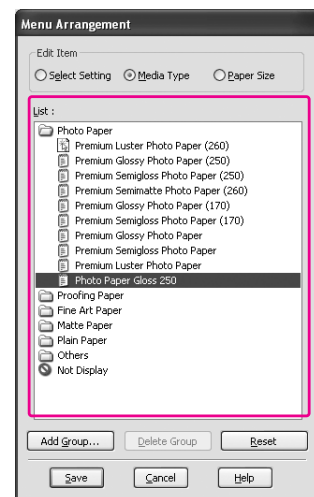 Menu Arrangement
Edit Item
Select Setting Media Type Paper Size
List :
Photo Paper
Premium Luster Photo Paper (260)
Premium Glossy Photo Paper (250)
Premium Semigloss Photo Paper (250)
Premium Semimatte Photo Paper (260)
Premium Glossy Photo Paper (170)
Premium Semigloss Photo Paper (170)
Premium Glossy Photo Paper
Premium Semigloss Photo Paper
Premium Luster Photo Paper
Photo Paper Gloss 250
Proofing Paper
Fine Art Paper
Matte Paper
Plain Paper
Others
Not Display
Add Group... Delete Group Reset
Save Cancel Help